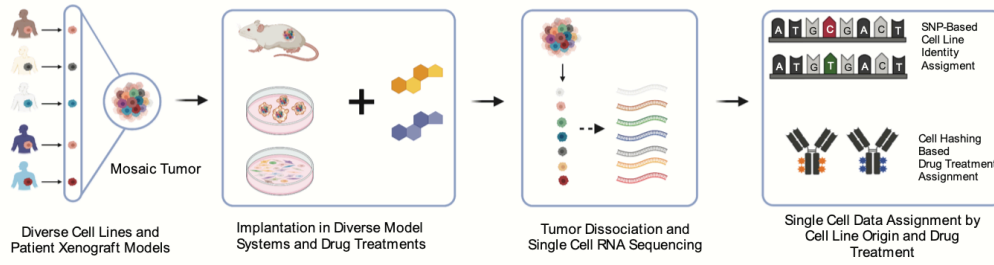 Mosaic Tumor
Diverse Cell Lines and
Patient Xenograft Models
+
Implantation in Diverse Model
Systems and Drug Treatments
Tumor Dissociation and
Single Cell RNA Sequencing
A T G C G A C T
A T G T G A C T
SNP-Based
Cell Line
Identity
Assigment
Cell Hashing
Based
Drug Treatment
Assignment
Single Cell Data Assignment by
Cell Line Origin and Drug
Treatment